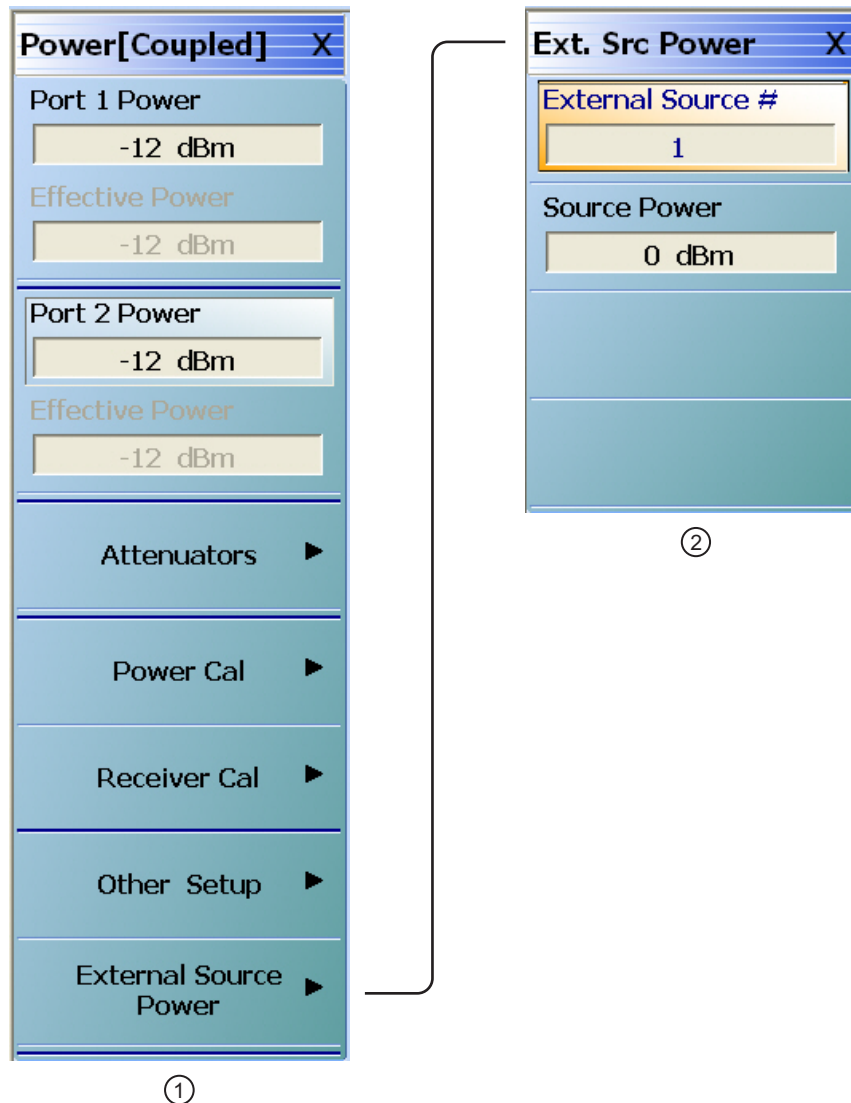 Power[Coupled] X
Port 1 Power
-12 dBm
Effective Power
-12 dBm
Port 2 Power
-12 dBm
Effective Power
-12 dBm
Attenuators ►
Power Cal ►
Receiver Cal ►
Other Setup ►
External Source
Power ►
①
Ext. Src Power X
External Source #
1
Source Power
0 dBm
②